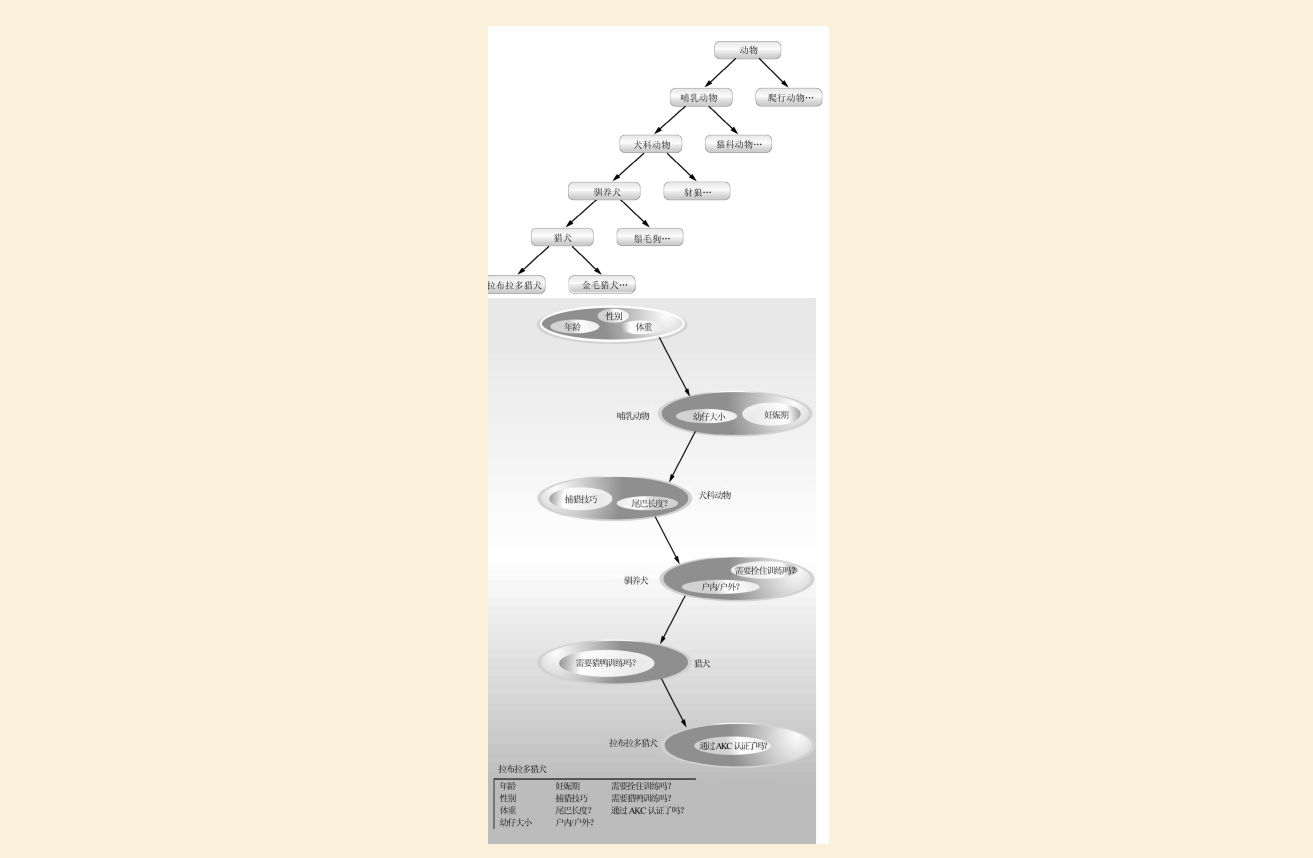 动物
哺乳动物
爬行动物…
犬科动物
猫科动物…
驯养犬
豺狼…
猎犬
鬃毛狗…
拉布拉多猎犬
金毛猎犬…
性别
年龄
体重
哺乳动物
幼仔大小
妊娠期
捕猎技巧
尾巴长度?
犬科动物
驯养犬
需要拴住训练吗?
户内/户外?
需要猎鸭训练吗?
猎犬
拉布拉多猎犬
通过 AKC 认证了吗?
拉布拉多猎犬
年龄 妊娠期 需要拴住训练吗?
性别 捕猎技巧 需要猎鸭训练吗?
体重 尾巴长度? 通过 AKC 认证了吗?
幼仔大小 户内/户外?